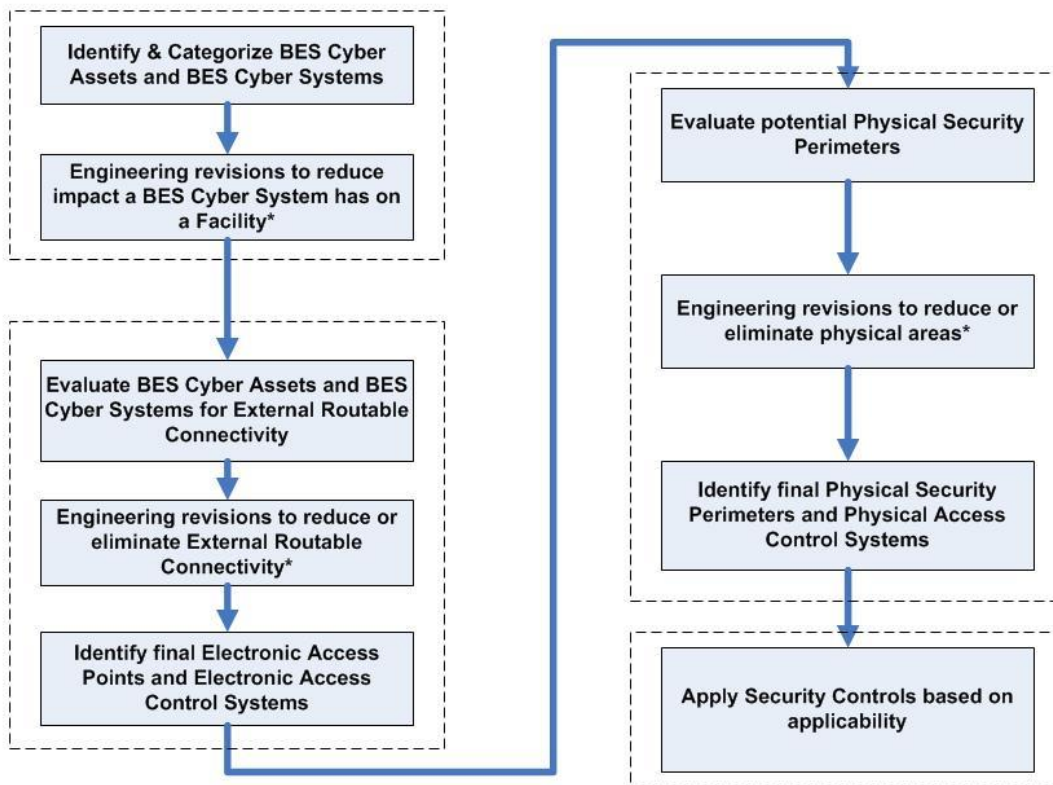 Identify & Categorize BES Cyber
Assets and BES Cyber Systems
Engineering revisions to reduce
impact a BES Cyber System has on
a Facility*
Evaluate BES Cyber Assets and BES
Cyber Systems for External Routable
Connectivity
Engineering revisions to reduce or
eliminate External Routable
Connectivity*
Identify final Electronic Access
Points and Electronic Access
Control Systems
Evaluate potential Physical Security
Perimeters
Engineering revisions to reduce or
eliminate physical areas*
Identify final Physical Security
Perimeters and Physical Access
Control Systems
Apply Security Controls based on
applicability